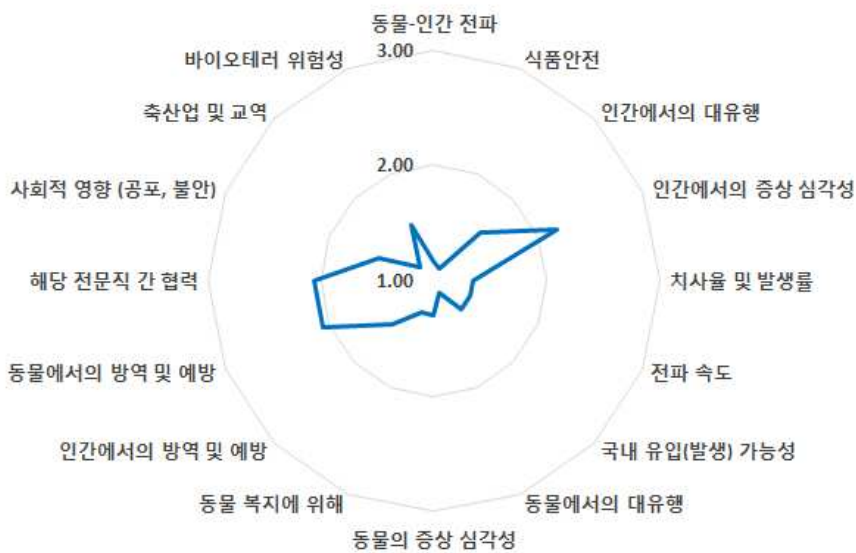 동물-인간 전파
3.00
바이오테러 위험성
식품안전
축산업 및 교역
인간에서의 대유행
2.00
사회적 영향 (공포, 불안)
인간에서의 증상 심각성
해당 전문직 간 협력
1.00
치사율 및 발생률
동물에서의 방역 및 예방
전파 속도
인간에서의 방역 및 예방
국내 유입(발생) 가능성
동물 복지에 위해
동물에서의 대유행
동물의 증상 심각성